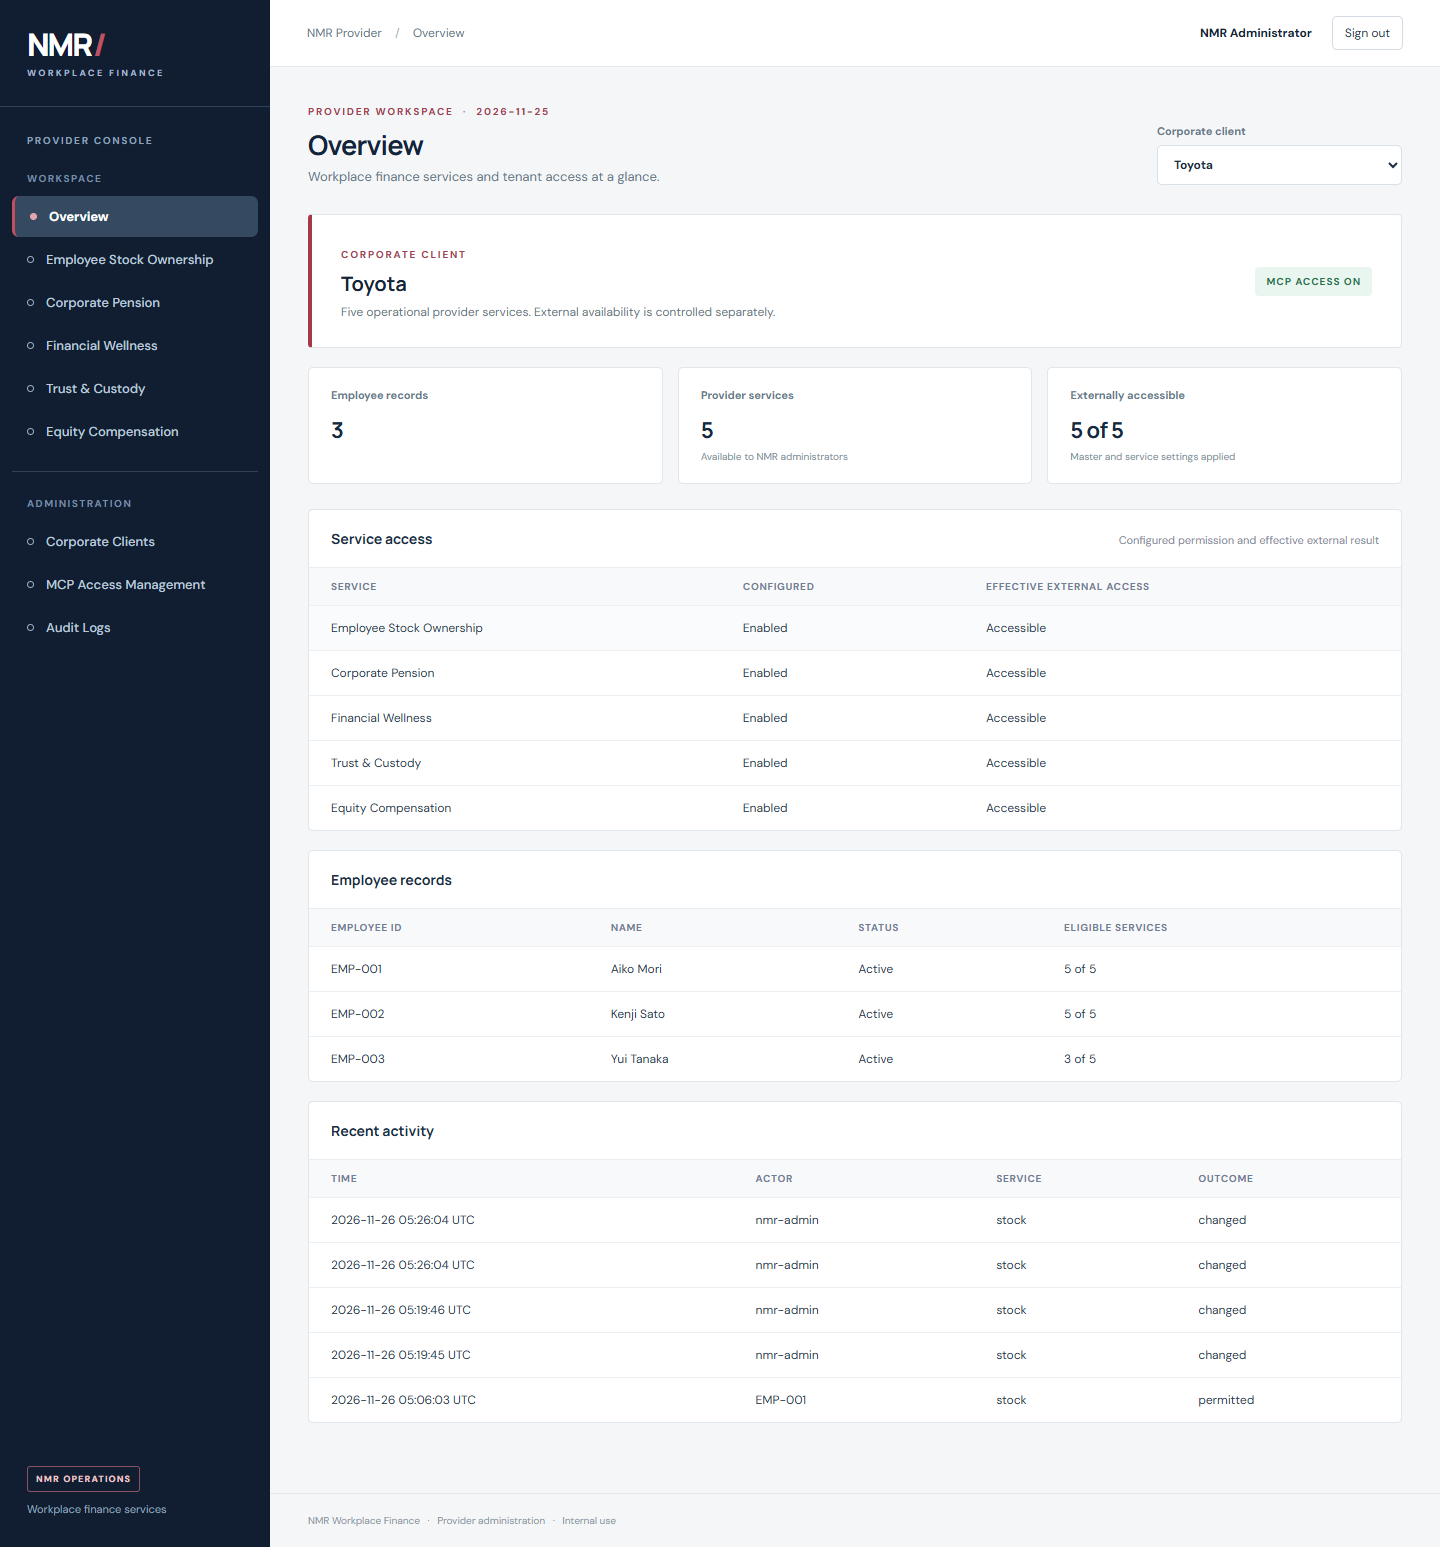 NMR/
WORKPLACE FINANCE
PROVIDER CONSOLE
WORKSPACE
Overview
Employee Stock Ownership
Corporate Pension
Financial Wellness
Trust & Custody
Equity Compensation
ADMINISTRATION
Corporate Clients
MCP Access Management
Audit Logs
NMR OPERATIONS
Workplace finance services
NMR Provider / Overview
NMR Administrator
Sign out
PROVIDER WORKSPACE · 2026-11-25
Overview
Workplace finance services and tenant access at a glance.
Corporate client
Toyota
CORPORATE CLIENT
Toyota
Five operational provider services. External availability is controlled separately.
MCP ACCESS ON
Employee records
3
Provider services
5
Available to NMR administrators
Externally accessible
5 of 5
Master and service settings applied
Service access
Configured permission and effective external result
SERVICE CONFIGURED EFFECTIVE EXTERNAL ACCESS
Employee Stock Ownership Enabled Accessible
Corporate Pension Enabled Accessible
Financial Wellness Enabled Accessible
Trust & Custody Enabled Accessible
Equity Compensation Enabled Accessible
Employee records
EMPLOYEE ID NAME STATUS ELIGIBLE SERVICES
EMP-001 Aiko Mori Active 5 of 5
EMP-002 Kenji Sato Active 5 of 5
EMP-003 Yui Tanaka Active 3 of 5
Recent activity
TIME ACTOR SERVICE OUTCOME
2026-11-26 05:26:04 UTC nmr-admin stock changed
2026-11-26 05:26:04 UTC nmr-admin stock changed
2026-11-26 05:19:46 UTC nmr-admin stock changed
2026-11-26 05:19:45 UTC nmr-admin stock changed
2026-11-26 05:06:03 UTC EMP-001 stock permitted
NMR Workplace Finance · Provider administration · Internal use